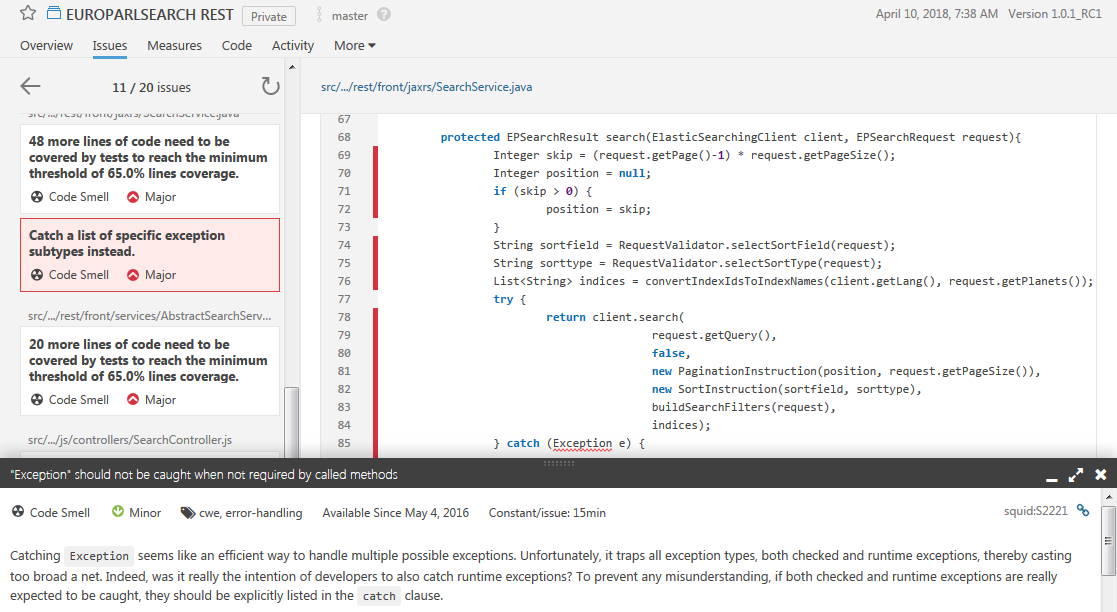 EUROPARLSEARCH REST Private master ? April 10, 2018, 7:38 AM Version 1.0.1_RC1
Overview Issues Measures Code Activity More
11 / 20 issues
src/.../rest/front/jaxrs/SearchService.java
48 more lines of code need to be
covered by tests to reach the minimum
threshold of 65.0% lines coverage.
Code Smell Major
Catch a list of specific exception
subtypes instead.
Code Smell Major
src/.../rest/front/services/AbstractSearchServ...
20 more lines of code need to be
covered by tests to reach the minimum
threshold of 65.0% lines coverage.
Code Smell Major
src/.../js/controllers/SearchController.js
src/.../rest/front/jaxrs/SearchService.java
67
68 protected EPSearchResult search(ElasticSearchingClient client, EPSearchRequest request){
69 Integer skip = (request.getPage()-1) * request.getPageSize();
70 Integer position = null;
71 if (skip > 0) {
72 position = skip;
73 }
74 String sortfield = RequestValidator.selectSortField(request);
75 String sorttype = RequestValidator.selectSortType(request);
76 List<String> indices = convertIndexIdsToIndexNames(client.getLang(), request.getPlanets());
77 try {
78 return client.search(
79 request.getQuery(),
80 false,
81 new PaginationInstruction(position, request.getPageSize()),
82 new SortInstruction(sortfield, sorttype),
83 buildSearchFilters(request),
84 indices);
85 } catch (Exception e) {
"Exception" should not be caught when not required by called methods
Code Smell Minor cwe, error-handling Available Since May 4, 2016 Constant/issue: 15min squid:S2221
Catching Exception seems like an efficient way to handle multiple possible exceptions. Unfortunately, it traps all exception types, both checked and runtime exceptions, thereby casting
too broad a net. Indeed, was it really the intention of developers to also catch runtime exceptions? To prevent any misunderstanding, if both checked and runtime exceptions are really
expected to be caught, they should be explicitly listed in the catch clause.